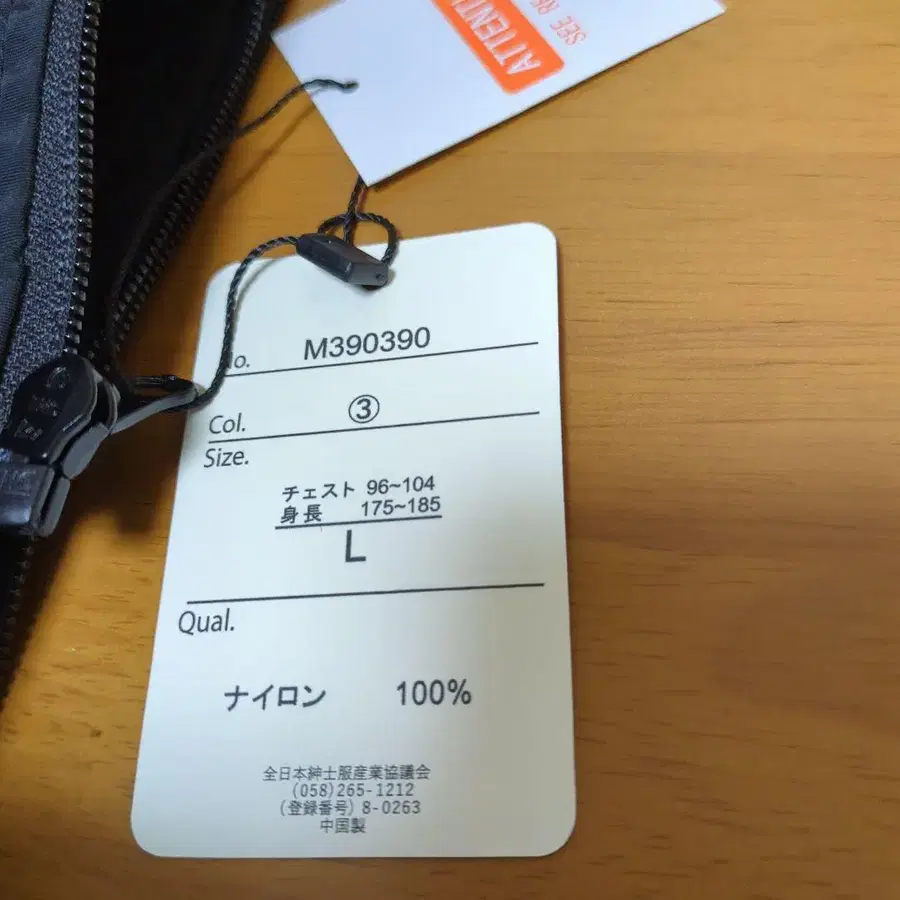 SEE
No. M390390
Col. ③
Size.
チェスト 96~104
身長 175~185
L
Qual.
ナイロン 100%
全日本紳士服産業協議会
(058)265-1212
(登録番号) 8-0263
中国製